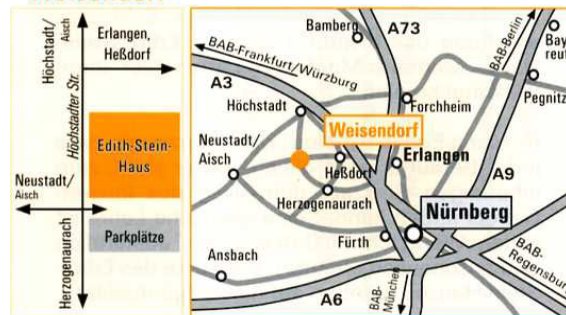 Höchstadt/
Aisch
Erlangen,
Heßdorf
Höchstadter Str.
Edith-Stein-
Haus
Neustadt/
Aisch
Parkplätze
Herzogenaurach
Bamberg
A73
BAB-Berlin
Bay
reut
BAB-Frankfurt/Würzburg
A3
Pegnitz
Höchstadt
Forchheim
Weisendorf
Neustadt/
Aisch
Erlangen
Heßdorf
A9
Herzogenaurach
Nürnberg
Fürth
Ansbach
BAB-
Regensburg
A6
BAB-
München